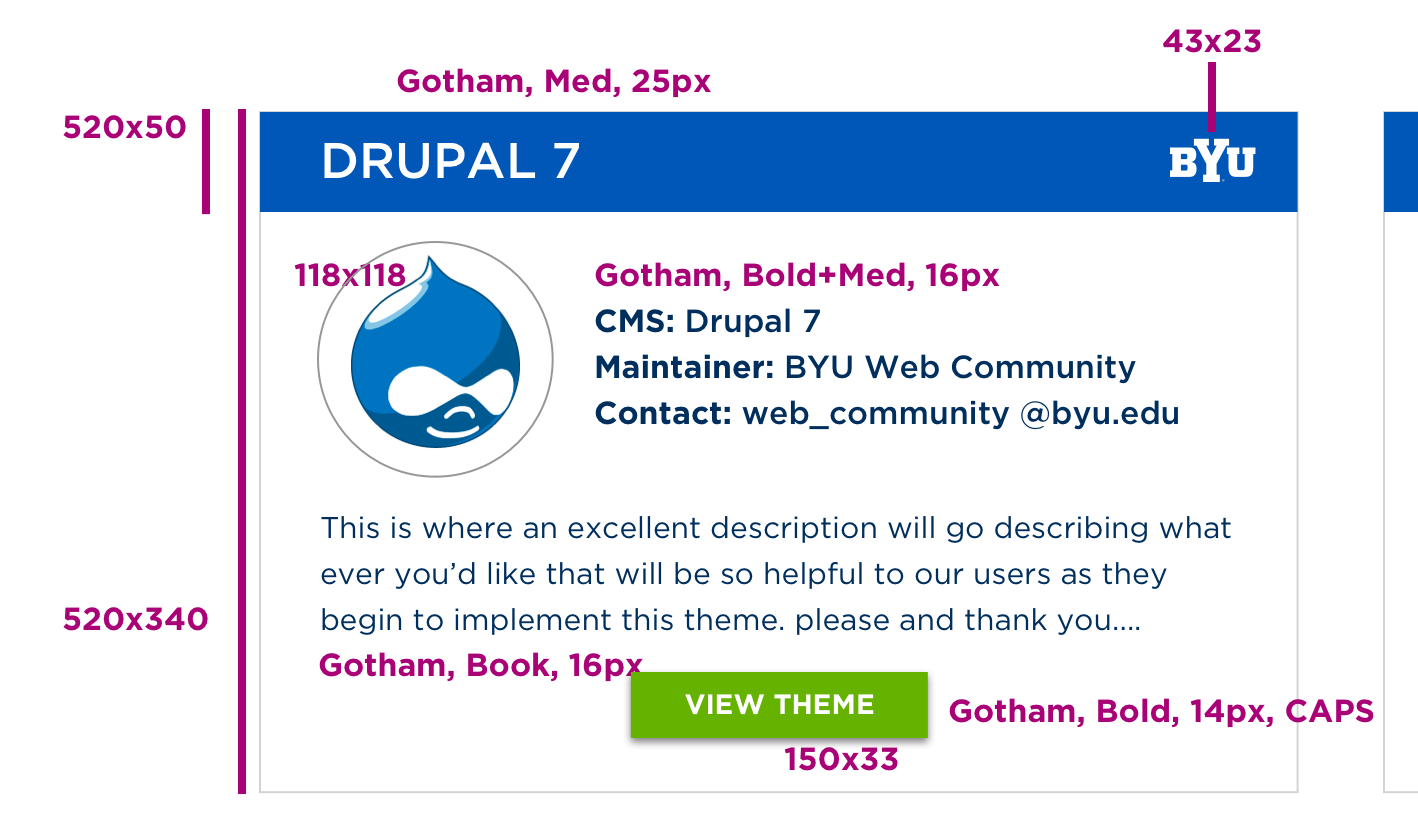 43x23
Gotham, Med, 25px
520x50
DRUPAL 7
BYU
118x118
Gotham, Bold+Med, 16px
CMS: Drupal 7
Maintainer: BYU Web Community
Contact: web_community @byu.edu
This is where an excellent description will go describing what
ever you’d like that will be so helpful to our users as they
begin to implement this theme. please and thank you....
520x340
Gotham, Book, 16px
VIEW THEME
Gotham, Bold, 14px, CAPS
150x33